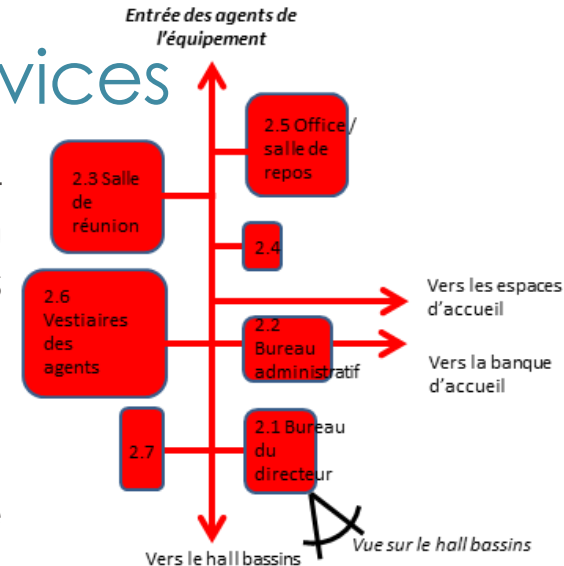 Entrée des agents de
l'équipement
vices
2.5 Office /
salle de
repos
2.3 Salle
de
réunion
2.4
Vers les espaces
d'accueil
2.6
Vestiaires
des
agents
2.2
Bureau
administratif
Vers la banque
d'accueil
2.7
2.1 Bureau
du
directeur
Vue sur le hall bassins
Vers le hall bassins